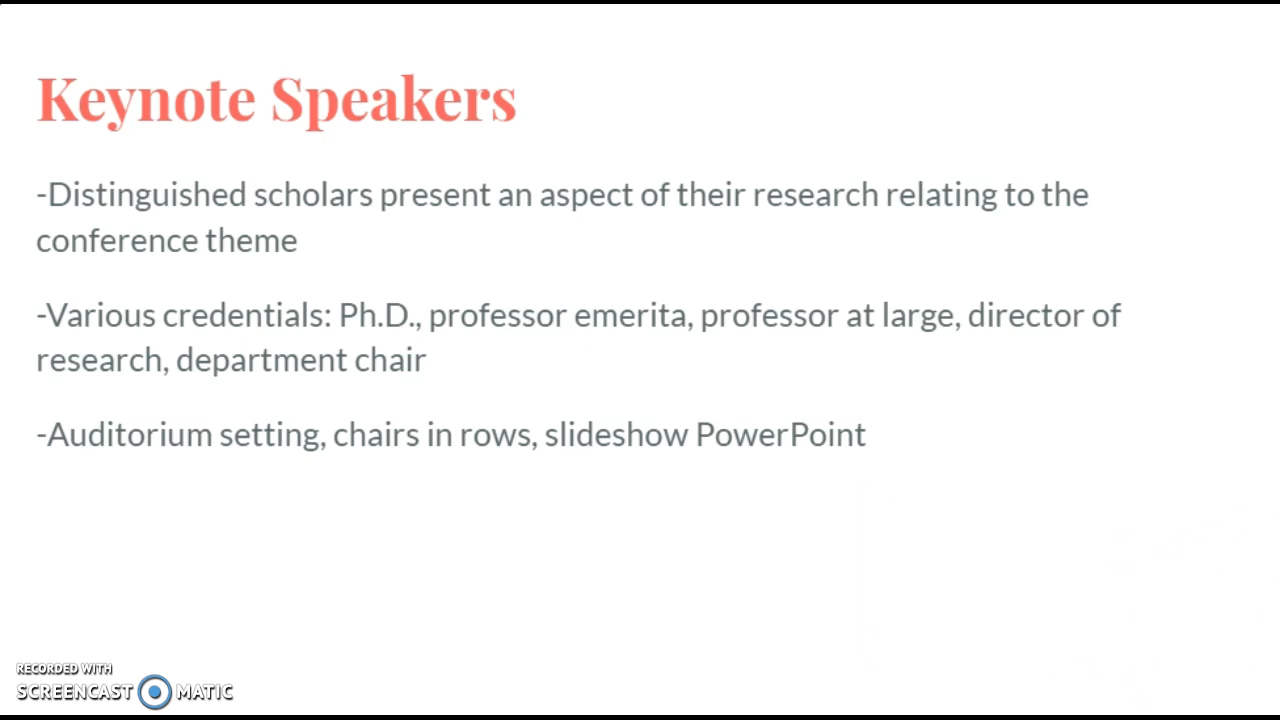 Keynote Speakers
-Distinguished scholars present an aspect of their research relating to the
conference theme
-Various credentials: Ph.D., professor emerita, professor at large, director of
research, department chair
-Auditorium setting, chairs in rows, slideshow PowerPoint
RECORDED WITH
SCREENCAST MATIC